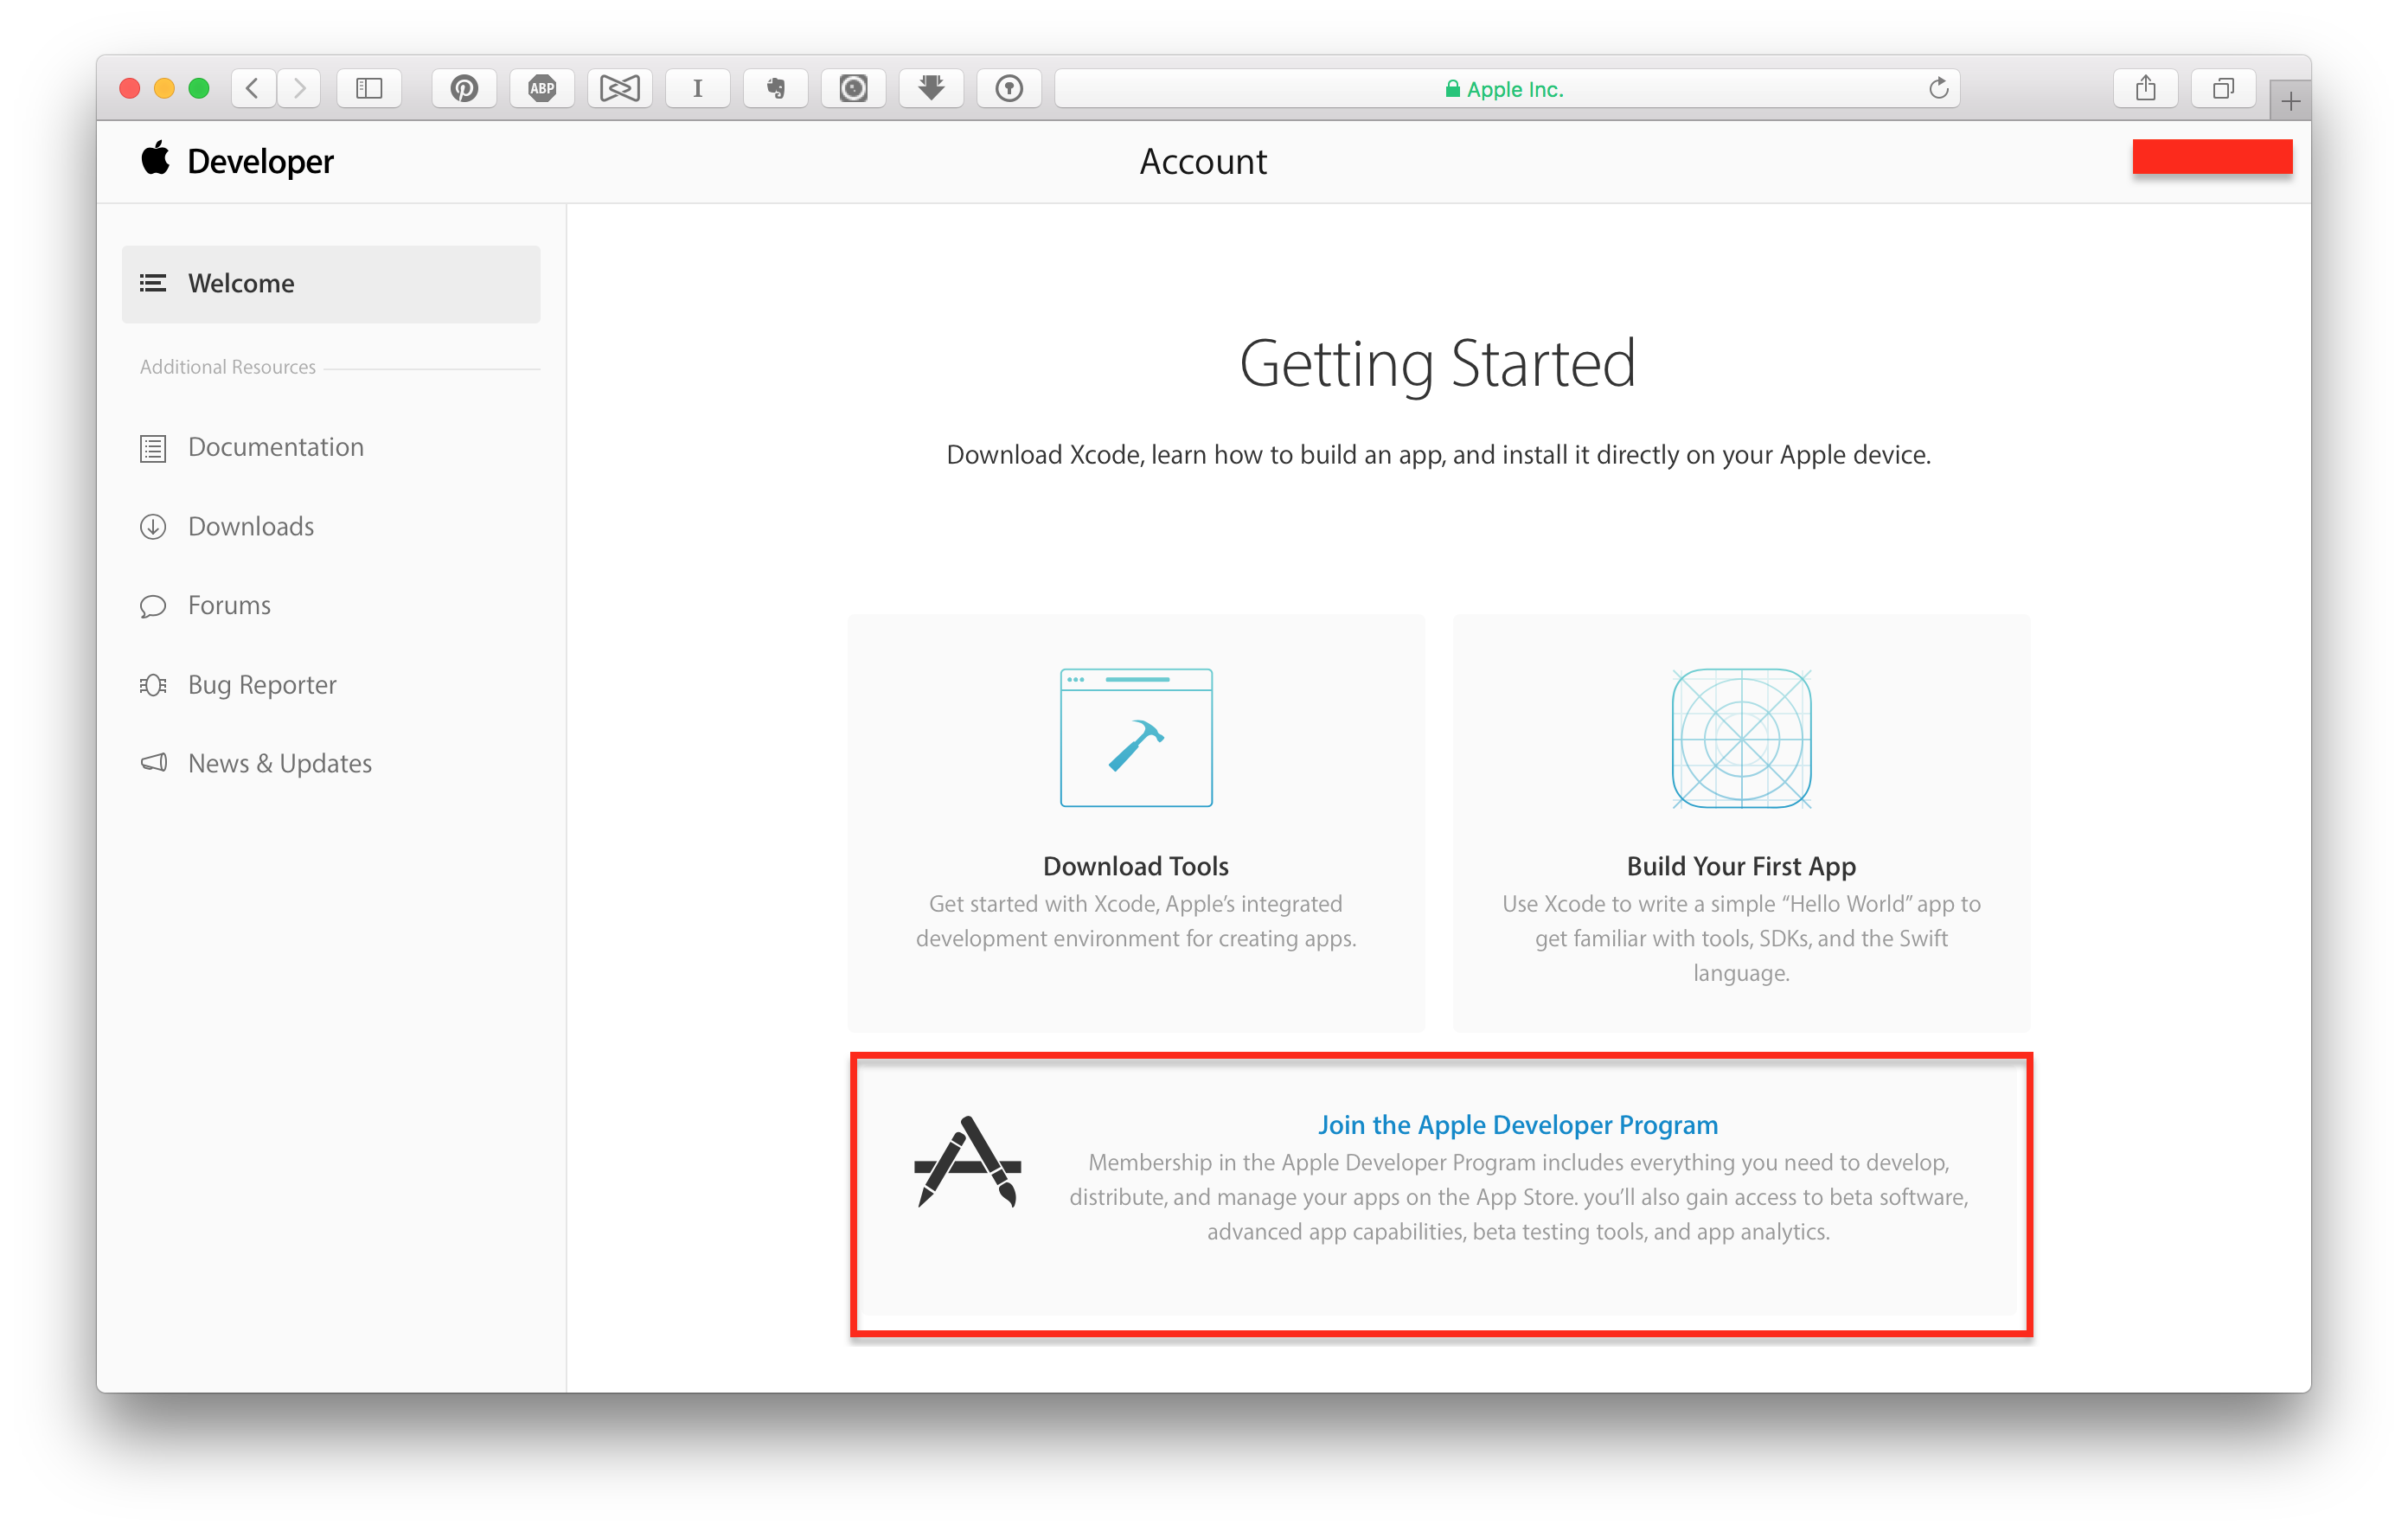 ABP
I
Apple Inc.
Developer
Account
Welcome
Additional Resources
Documentation
Downloads
Forums
Bug Reporter
News & Updates
Getting Started
Download Xcode, learn how to build an app, and install it directly on your Apple device.
Download Tools
Get started with Xcode, Apple’s integrated
development environment for creating apps.
Build Your First App
Use Xcode to write a simple “Hello World” app to
get familiar with tools, SDKs, and the Swift
language.
Join the Apple Developer Program
Membership in the Apple Developer Program includes everything you need to develop,
distribute, and manage your apps on the App Store. you’ll also gain access to beta software,
advanced app capabilities, beta testing tools, and app analytics.